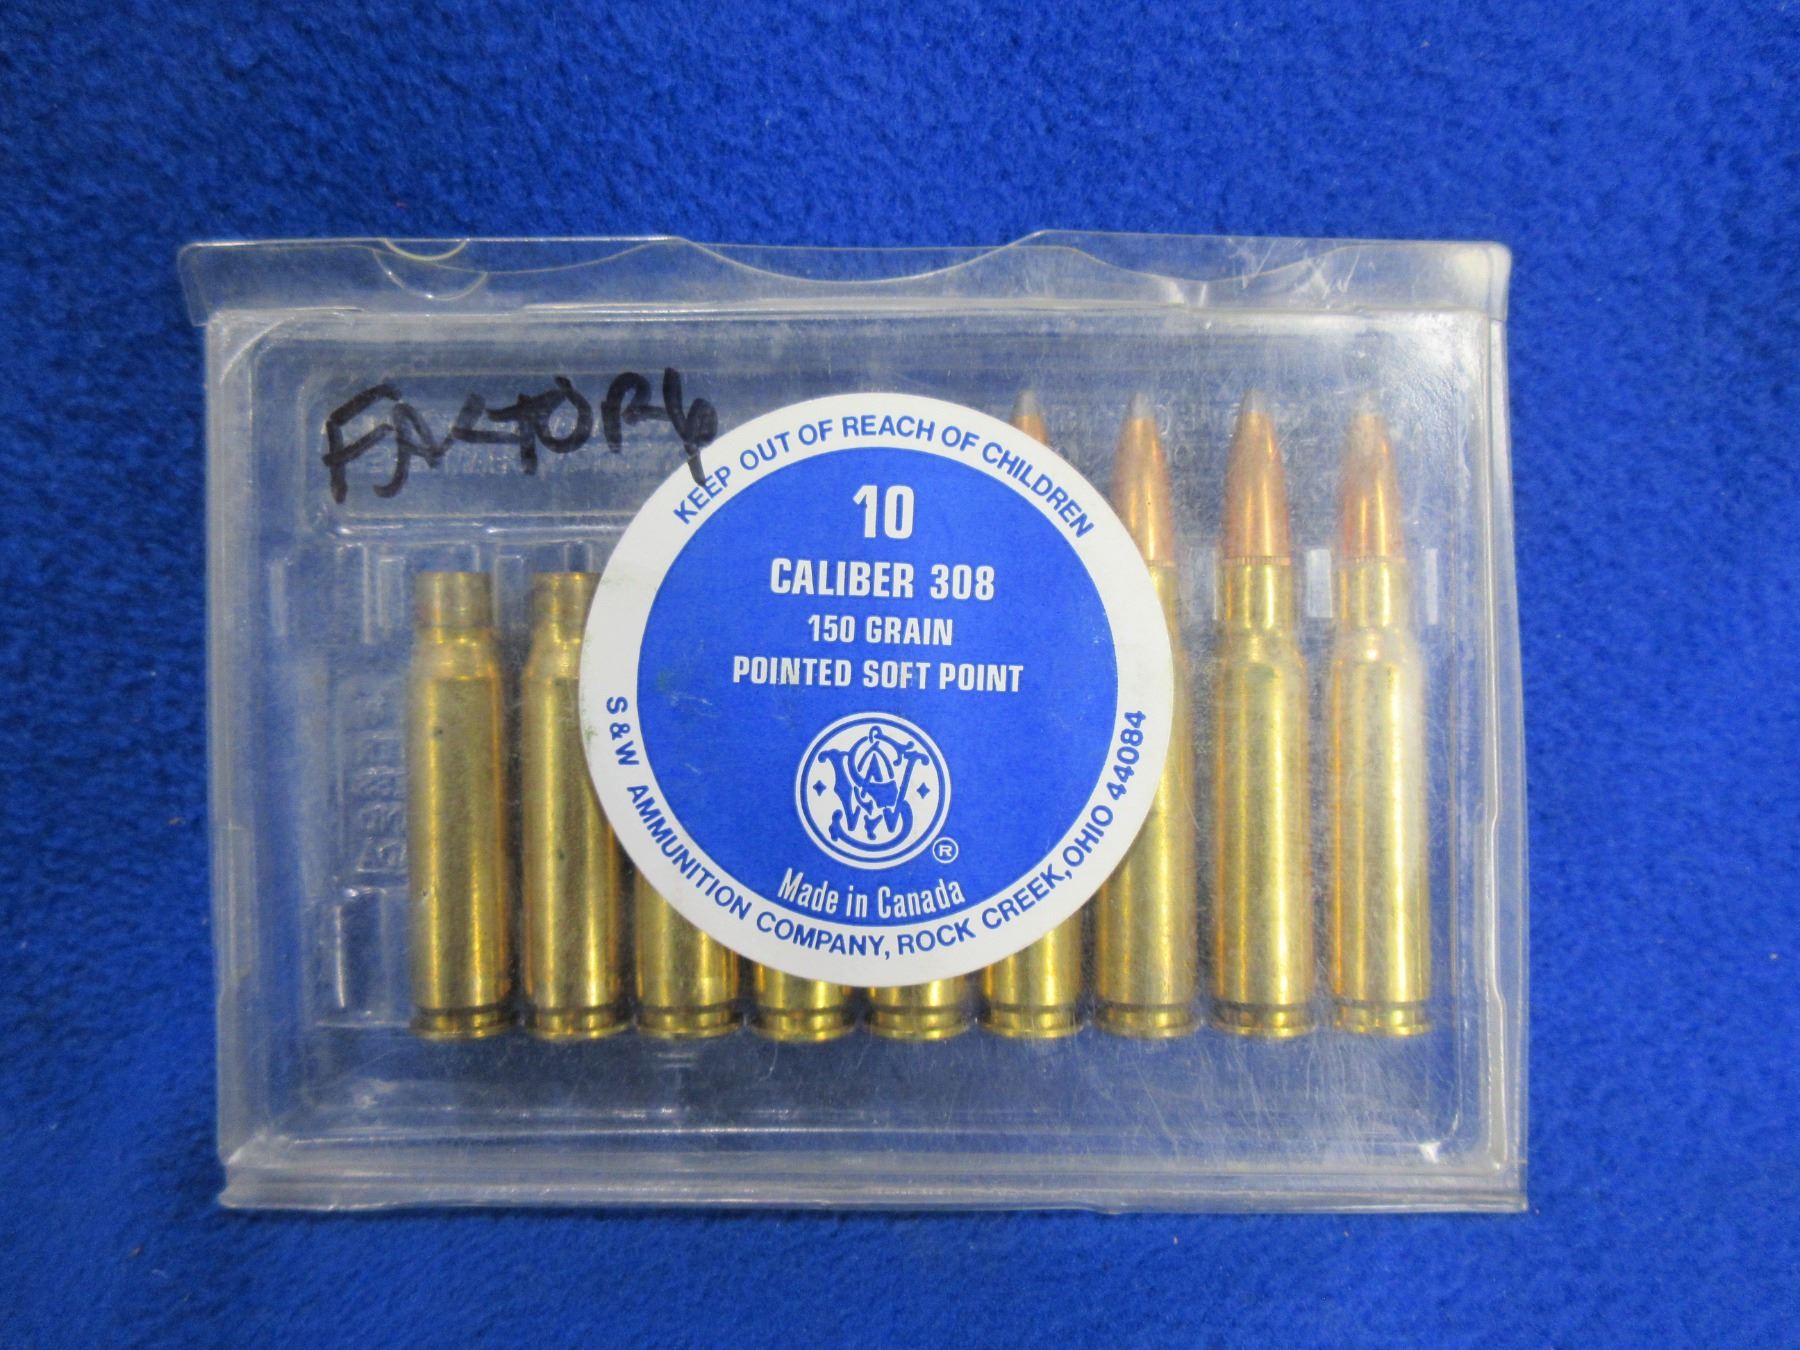 FACTORY
KEEP OUT OF REACH OF CHILDREN
10
CALIBER 308
150 GRAIN
POINTED SOFT POINT
Made in Canada
S & W AMMUNITION COMPANY, ROCK CREEK, OHIO 44084